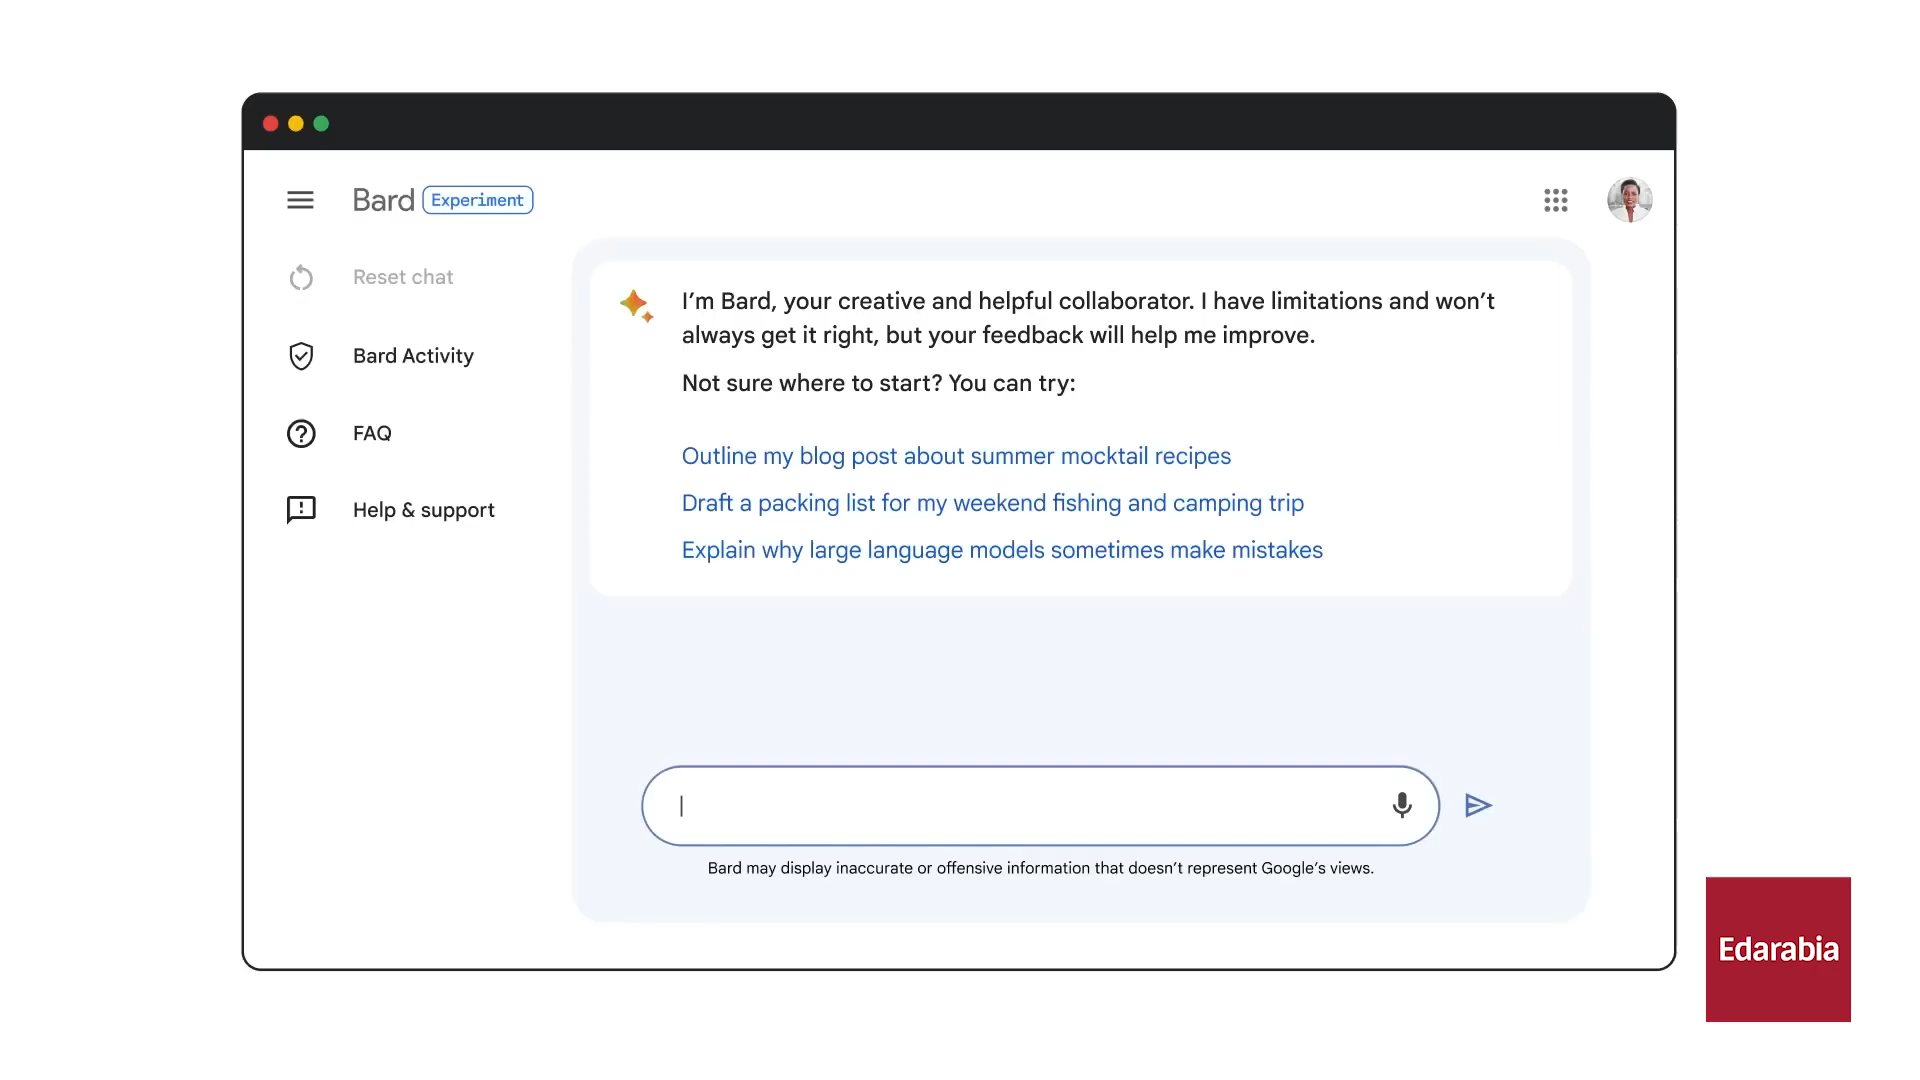 Bard Experiment
Reset chat
Bard Activity
FAQ
Help & support
I’m Bard, your creative and helpful collaborator. I have limitations and won’t
always get it right, but your feedback will help me improve.
Not sure where to start? You can try:
Outline my blog post about summer mocktail recipes
Draft a packing list for my weekend fishing and camping trip
Explain why large language models sometimes make mistakes
Bard may display inaccurate or offensive information that doesn’t represent Google’s views.
Edarabia